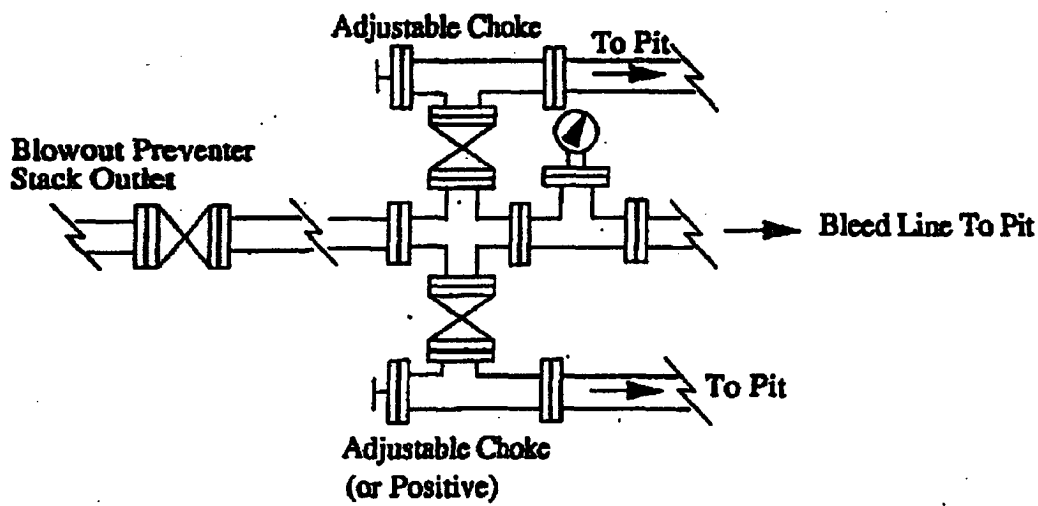 Adjustable Choke
To Pit
Blowout Preventer
Stack Outlet
Bleed Line To Pit
To Pit
Adjustable Choke
(or Positive)